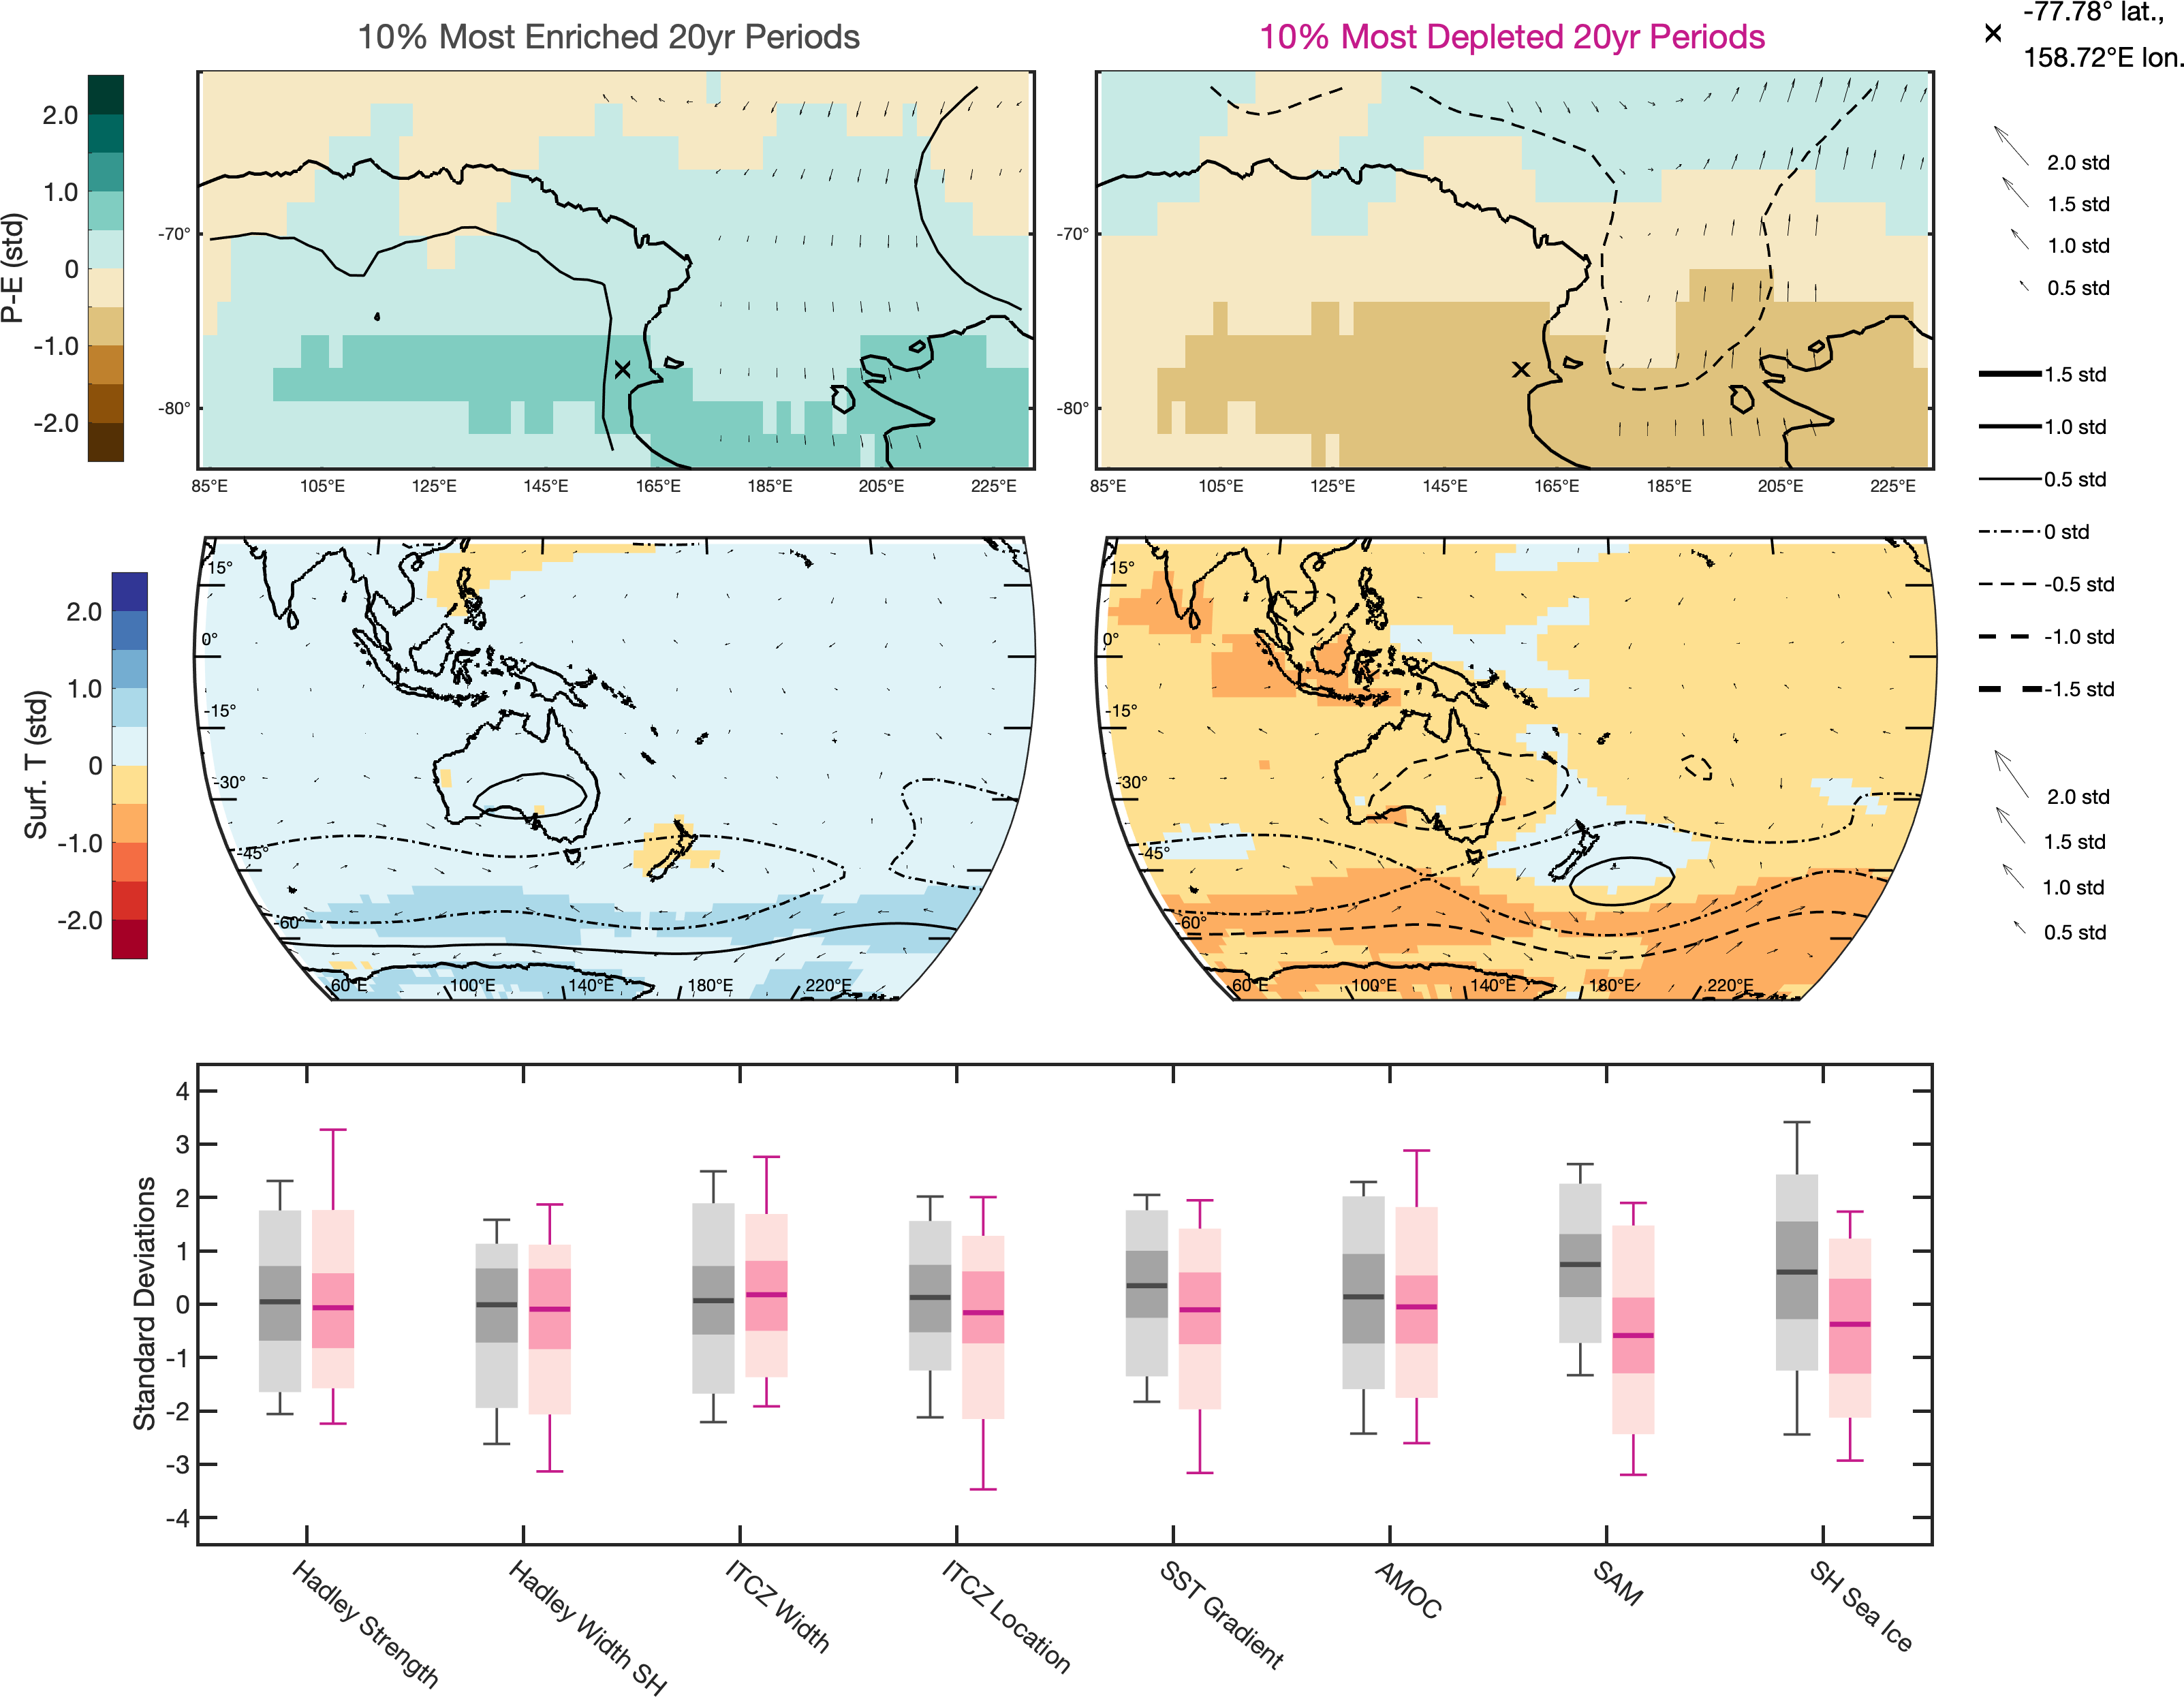 10% Most Enriched 20yr Periods
10% Most Depleted 20yr Periods
-77.78° lat.,
158.72°E lon.
P-E (std)
2.0
1.0
0
-1.0
-2.0
-70°
-80°
85°E 105°E 125°E 145°E 165°E 185°E 205°E 225°E
-70°
-80°
85°E 105°E 125°E 145°E 165°E 185°E 205°E 225°E
2.0 std
1.5 std
1.0 std
0.5 std
1.5 std
1.0 std
0.5 std
0 std
-0.5 std
-1.0 std
-1.5 std
2.0 std
1.5 std
1.0 std
0.5 std
Surf. T (std)
2.0
1.0
0
-1.0
-2.0
15°
0°
-15°
-30°
-45°
-60°
60°E 100°E 140°E 180°E 220°E
15°
0°
-15°
-30°
-45°
-60°
60°E 100°E 140°E 180°E 220°E
Standard Deviations
4
3
2
1
0
-1
-2
-3
-4
Hadley Strength
Hadley Width SH
ITCZ Width
ITCZ Location
SST Gradient
AMOC
SAM
SH Sea Ice